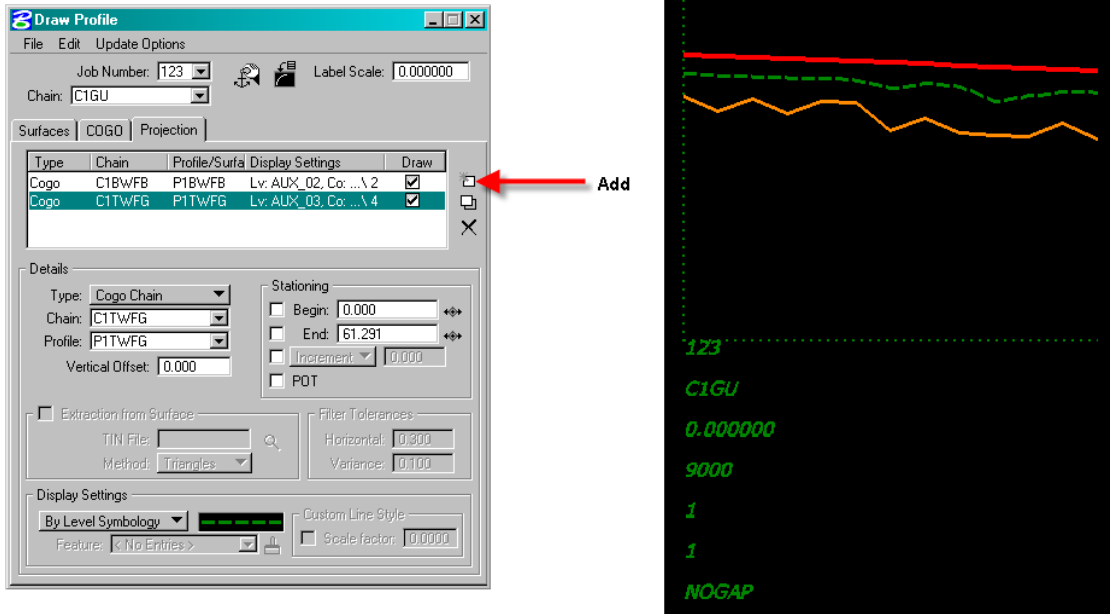 Draw Profile
File Edit Update Options
Job Number: 123 Label Scale: 0.000000
Chain: C1GU
Surfaces COGO Projection
Type Chain Profile/Surfa Display Settings Draw
Cogo C1BWFB P1BWFB Lv: AUX_02, Co: ...\ 2
Cogo C1TWFG P1TWFG Lv: AUX_03, Co: ...\ 4
Add
Details
Type: Cogo Chain
Chain: C1TWFG
Profile: P1TWFG
Vertical Offset: 0.000
Stationing
Begin: 0.000
End: 61.291
Increment 0.000
POT
Extraction from Surface
TIN File:
Method: Triangles
Filter Tolerances
Horizontal: 0.300
Variance: 0.100
Display Settings
By Level Symbology
Feature: < No Entries >
Custom Line Style
Scale factor: 0.0000
123
C1GU
0.000000
9000
1
1
NOGAP